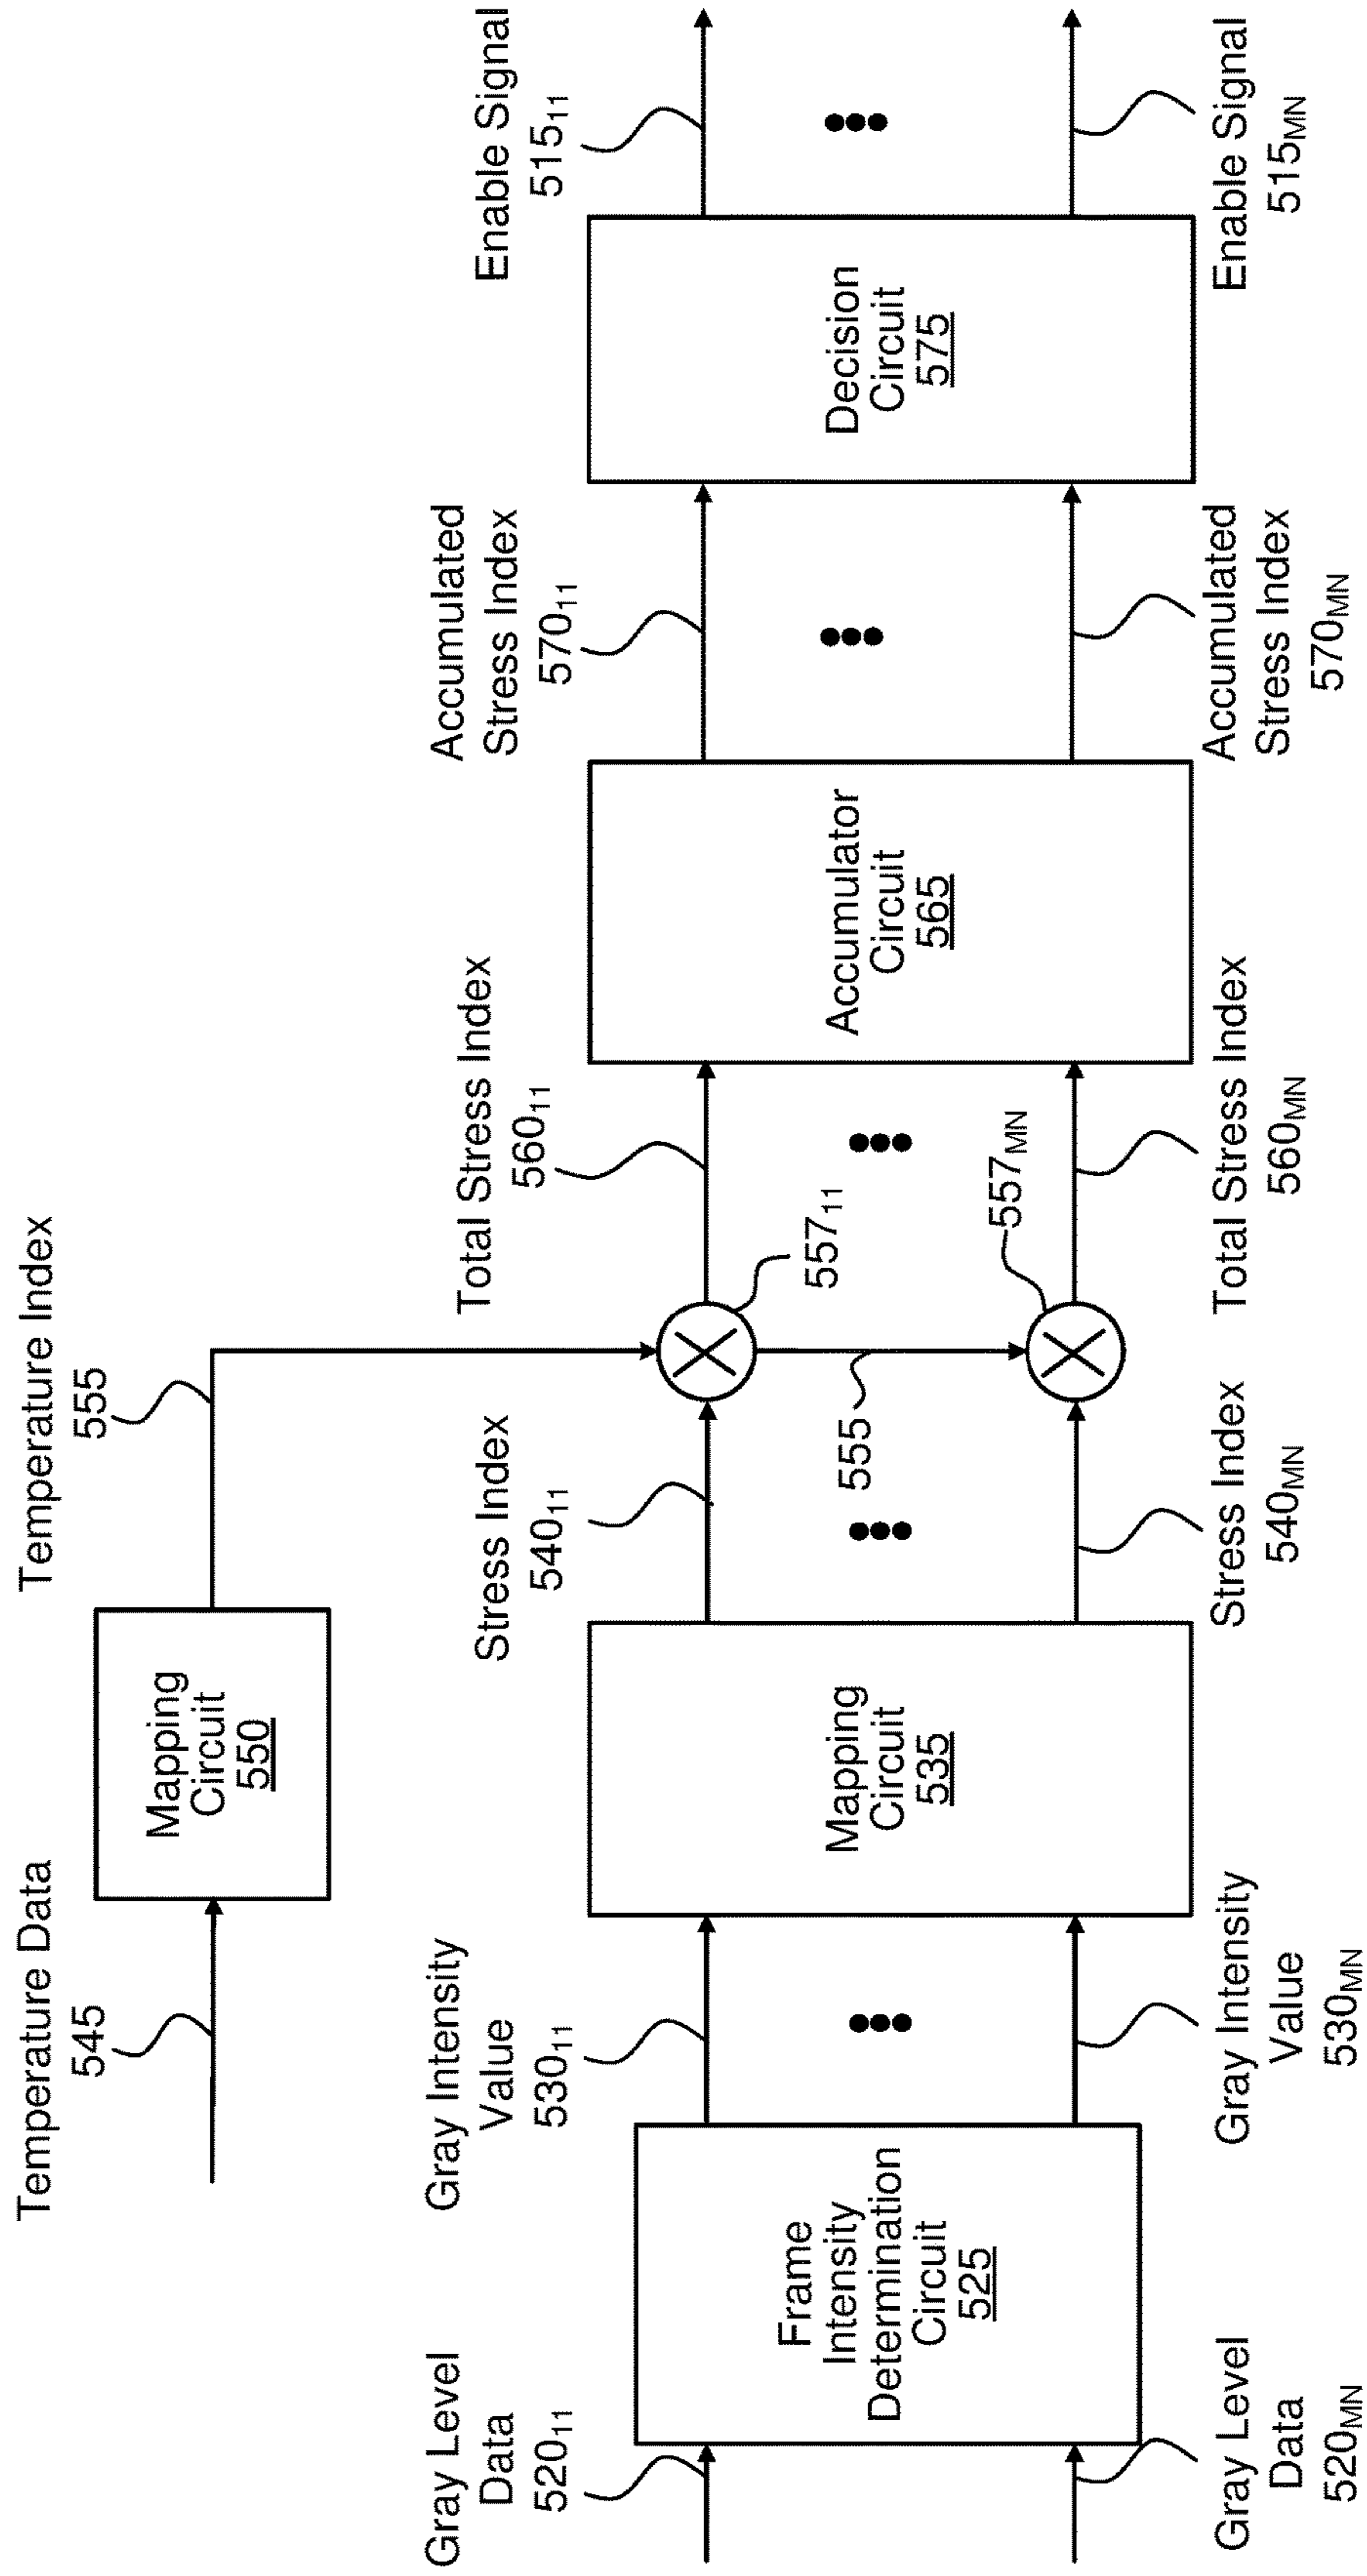 Temperature Data
545
Mapping
Circuit
550
Temperature Index
555
Gray Level
Data
520₁₁
Frame
Intensity
Determination
Circuit
525
Gray Intensity
Value
530₁₁
Mapping
Circuit
535
Stress Index
540₁₁
555
557₁₁
557MN
Total Stress Index
560₁₁
Accumulator
Circuit
565
Accumulated
Stress Index
570₁₁
Decision
Circuit
575
Enable Signal
515₁₁
Gray Level
Data
520MN
Gray Intensity
Value
530MN
Stress Index
540MN
Total Stress Index
560MN
Accumulated
Stress Index
570MN
Enable Signal
515MN